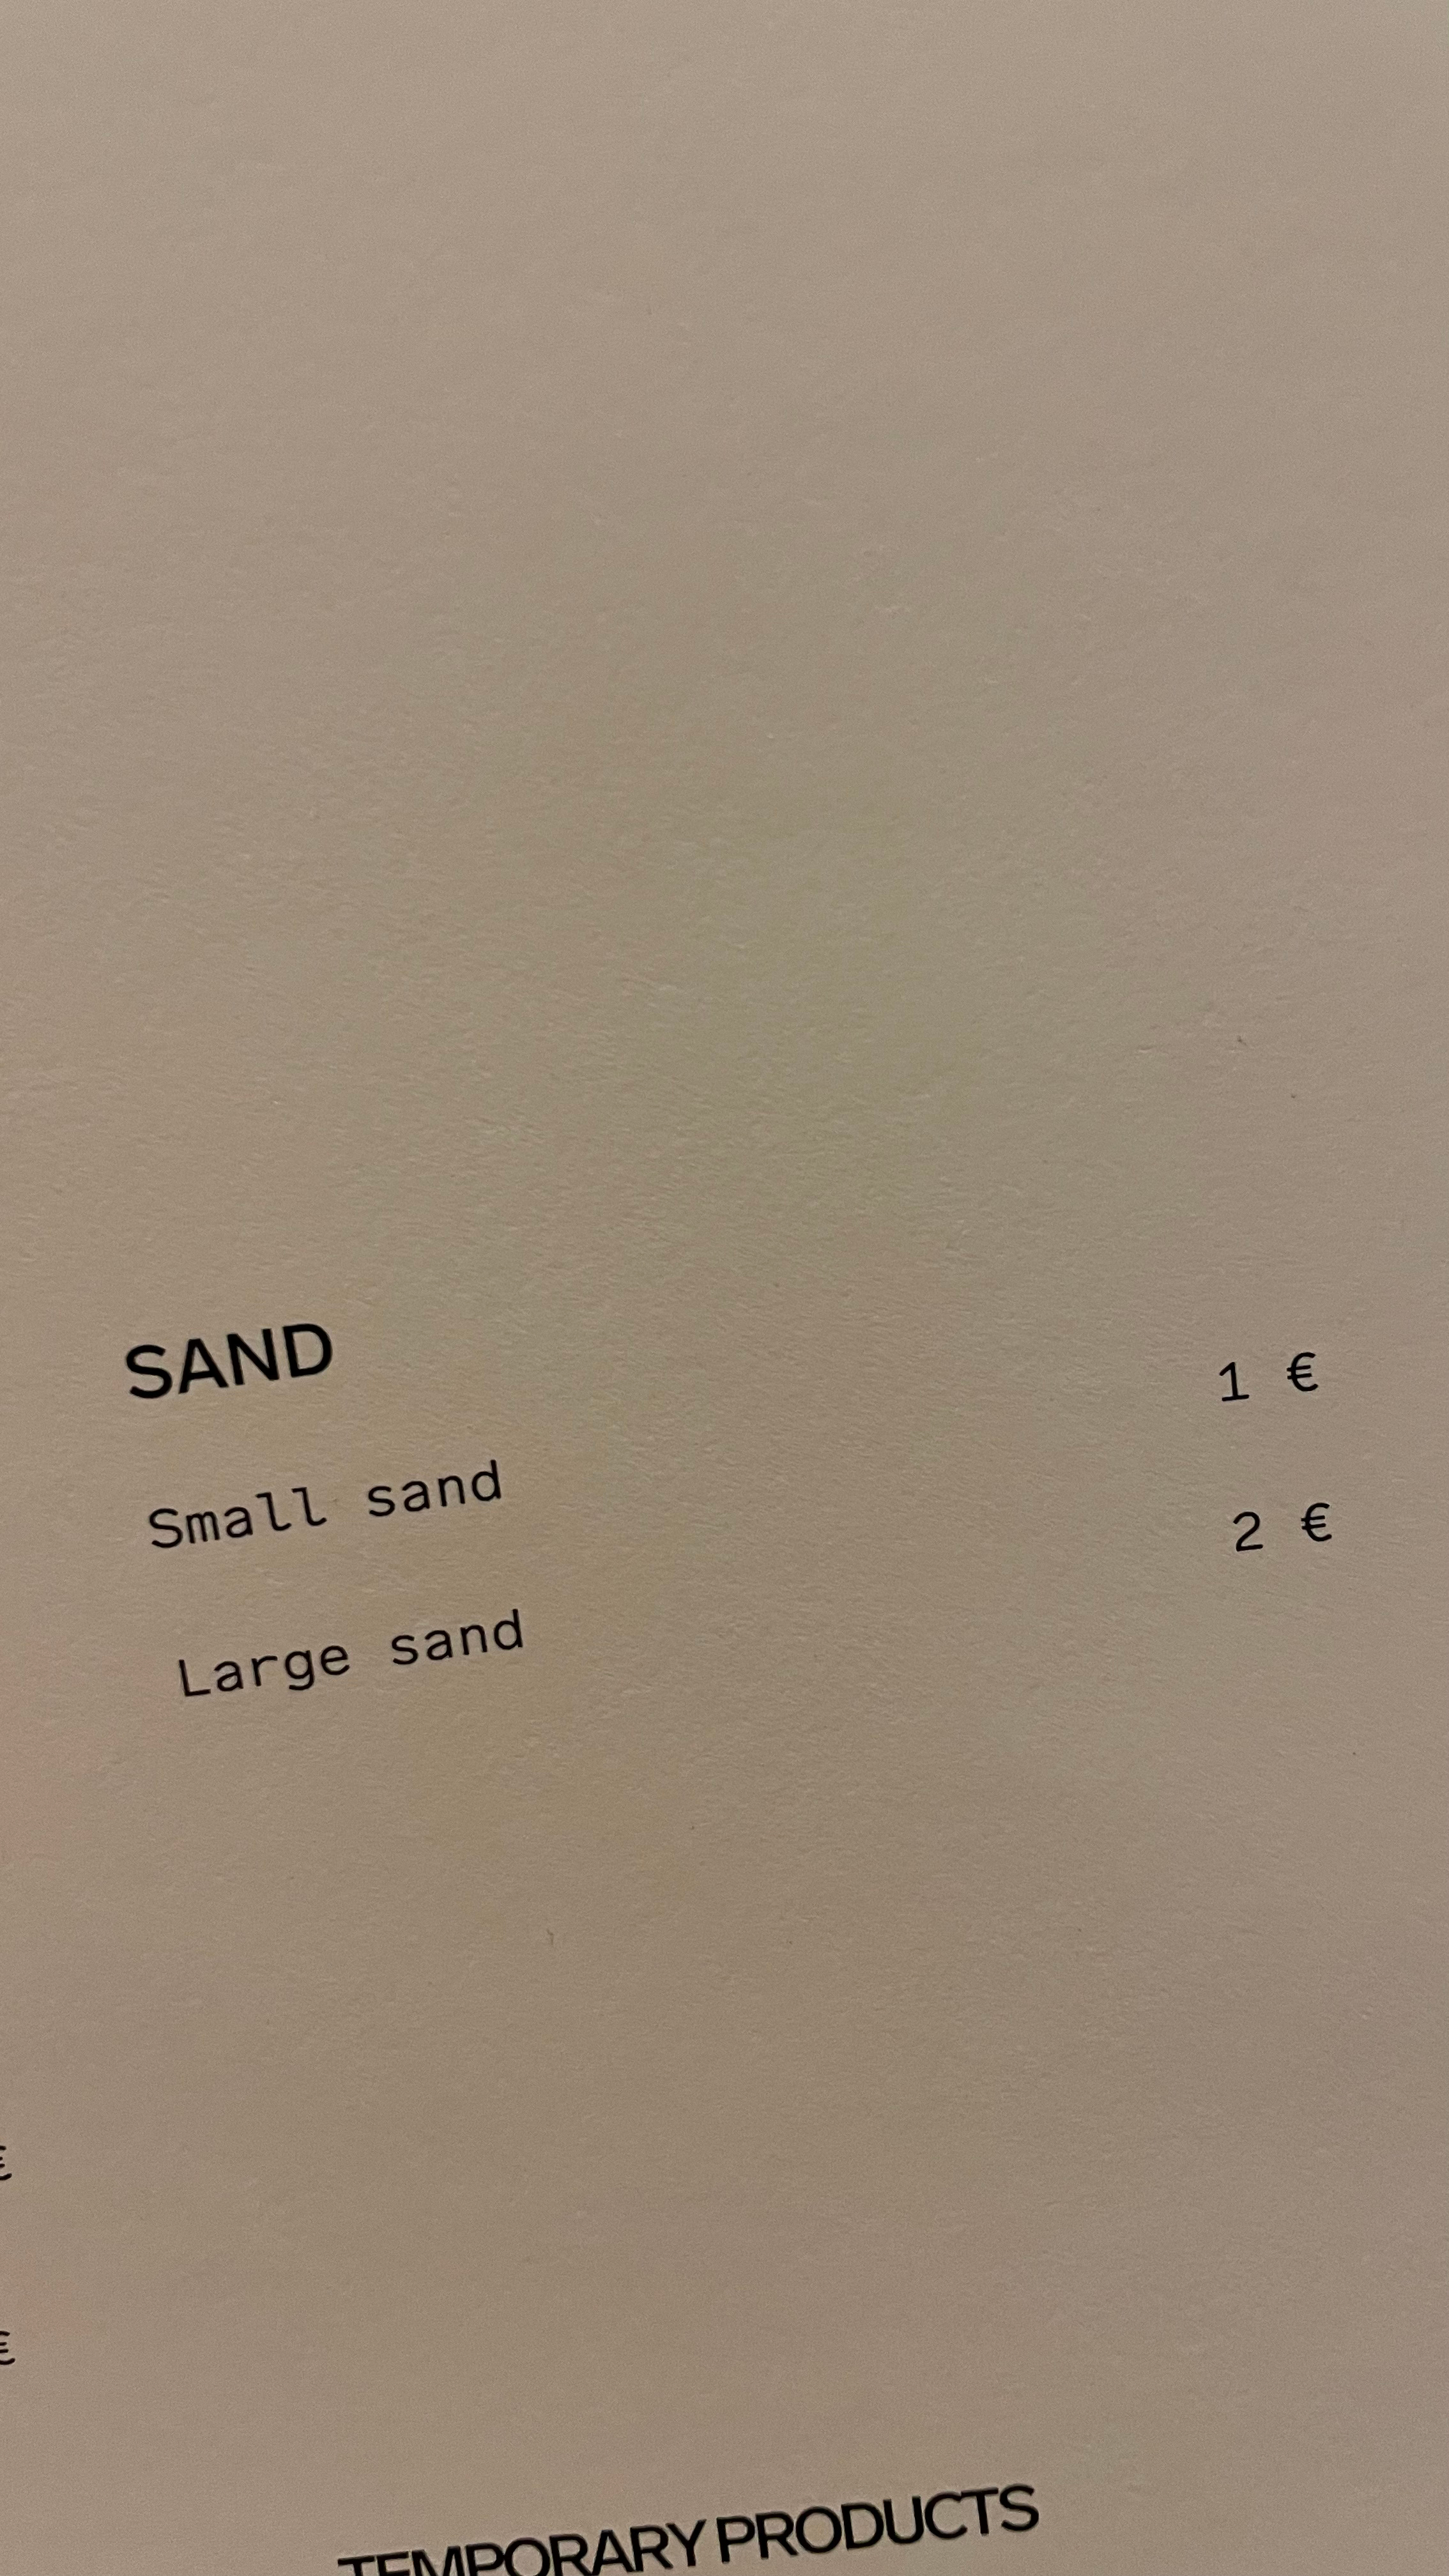 SAND
Small sand 1 €
Large sand 2 €
€
€
TEMPORARY PRODUCTS